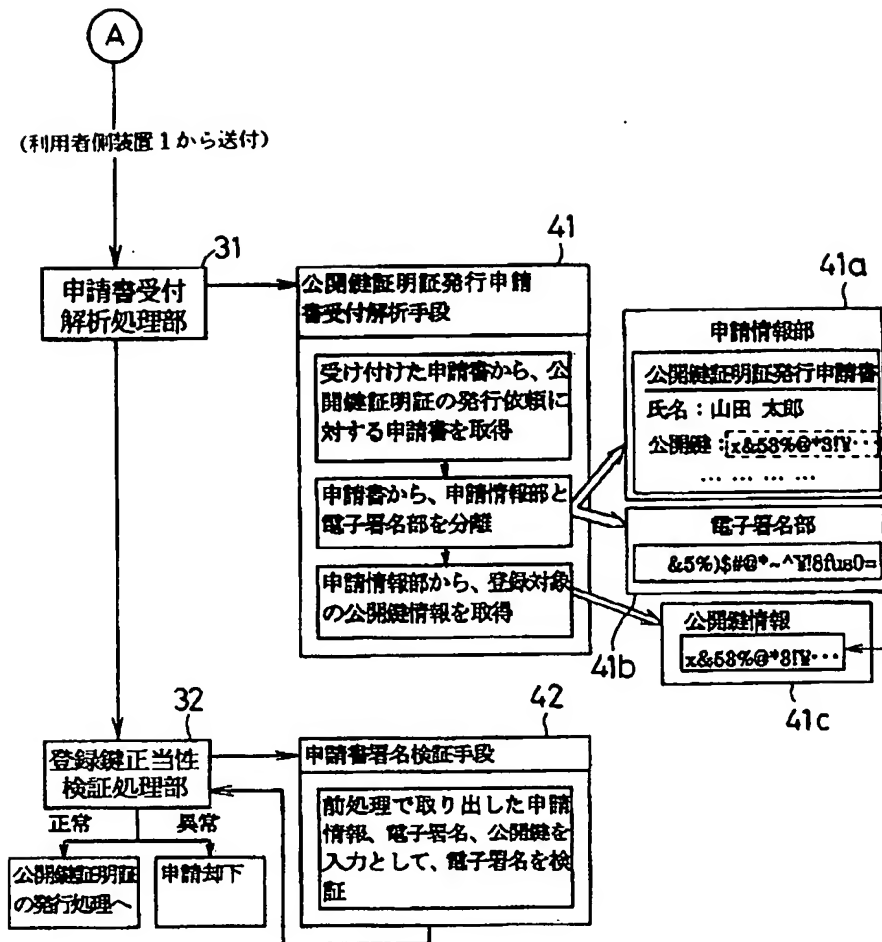 A
(利用者側装置1から送付)
31
申請書受付
解析処理部
41
公開鍵証明証発行申請
書受付解析手段
受け付けた申請書から、公
開鍵証明証の発行依頼に
対する申請書を取得
申請書から、申請情報部と
電子署名部を分離
申請情報部から、登録対象
の公開鍵情報を取得
41a
申請情報部
公開鍵証明証発行申請書
氏名：山田 太郎
公開鍵：x&53%@*3!¥…
… … … …
電子署名部
&5%)$#@*~^¥!8fus0=
41b
公開鍵情報
x&53%@*3!¥…
41c
32
登録鍵正当性
検証処理部
正常 異常
公開鍵証明証
の発行処理へ
申請却下
42
申請書署名検証手段
前処理で取り出した申請
情報、電子署名、公開鍵を
入力として、電子署名を検
証